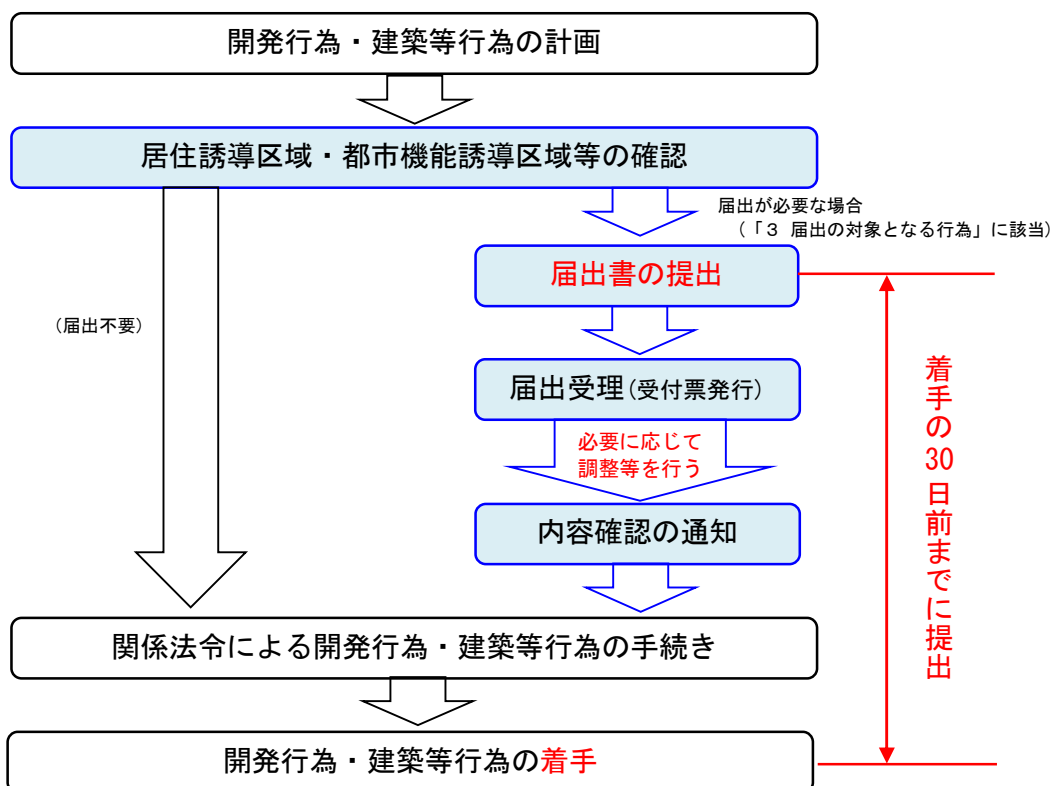 開発行為・建築等行為の計画
居住誘導区域・都市機能誘導区域等の確認
届出が必要な場合
(「３ 届出の対象となる行為」に該当)
届出書の提出
(届出不要)
届出受理(受付票発行)
必要に応じて
調整等を行う
内容確認の通知
着手の30日前までに提出
関係法令による開発行為・建築等行為の手続き
開発行為・建築等行為の着手